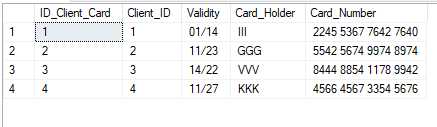 ID_Client_Card Client_ID Validity Card_Holder Card_Number
1 1 1 01/14 III 2245 5367 7642 7640
2 2 2 11/23 GGG 5542 5674 9974 8974
3 3 3 14/22 VVV 8444 8854 1178 9942
4 4 4 11/27 KKK 4566 4567 3354 5676